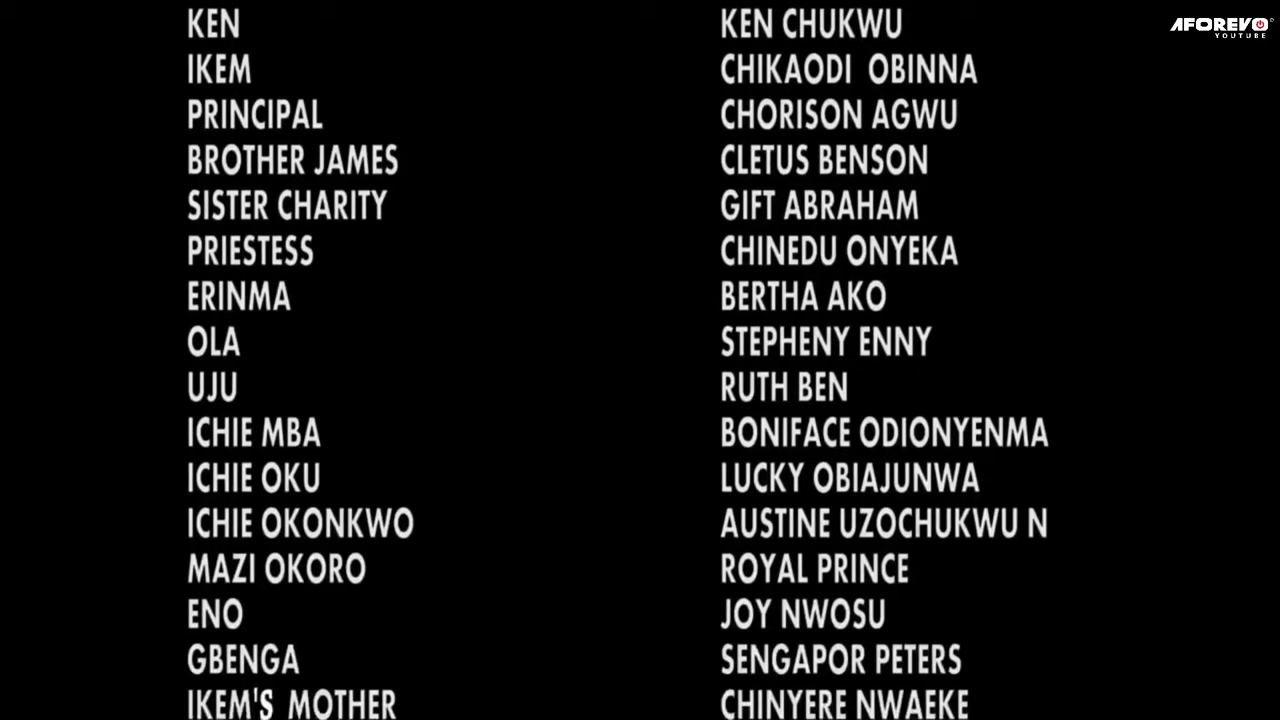 AFOREVO
YOUTUBE
KEN KEN CHUKWU
IKEM CHIKAODI OBINNA
PRINCIPAL CHORISON AGWU
BROTHER JAMES CLETUS BENSON
SISTER CHARITY GIFT ABRAHAM
PRIESTESS CHINEDU ONYEKA
ERINMA BERTHA AKO
OLA STEPHENY ENNY
UJU RUTH BEN
ICHIE MBA BONIFACE ODIONYENMA
ICHIE OKU LUCKY OBIAJUNWA
ICHIE OKONKWO AUSTINE UZOCHUKWU N
MAZI OKORO ROYAL PRINCE
ENO JOY NWOSU
GBENGA SENGAPOR PETERS
IKEM'S MOTHER CHINYERE NWAEKE